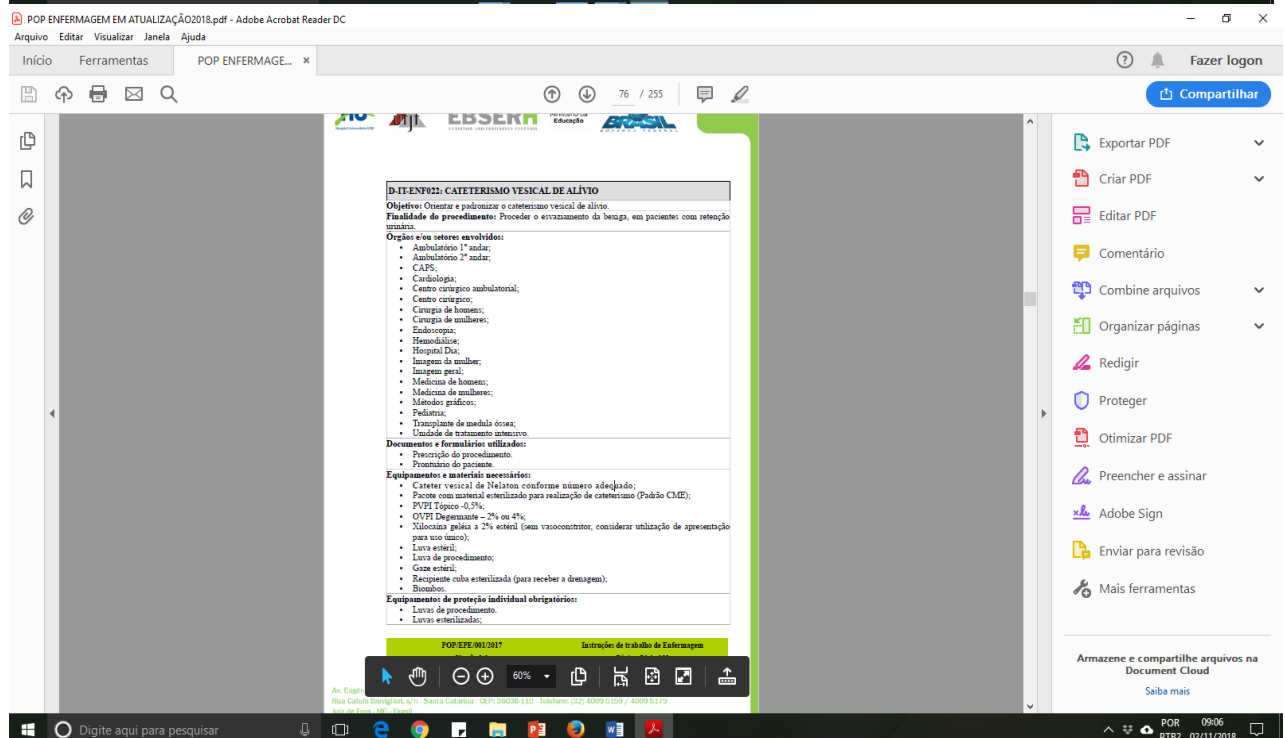 POP ENFERMAGEM EM ATUALIZAÇÃO2018.pdf - Adobe Acrobat Reader DC
Arquivo Editar Visualizar Janela Ajuda
Início Ferramentas POP ENFERMAGE... × Fazer logon
76 / 255 Compartilhar
EBSERH
Educação
BRASIL
D-IT-ENF022: CATETERISMO VESICAL DE ALÍVIO
Objetivo: Orientar e padronizar o cateterismo vesical de alívio.
Finalidade do procedimento: Proceder o esvaziamento da bexiga, em pacientes com retenção
urinária.
Órgãos e/ou setores envolvidos:
• Ambulatório 1º andar;
• Ambulatório 2º andar;
• CAPS;
• Cardiologia;
• Centro cirúrgico ambulatorial;
• Centro cirúrgico;
• Cirurgia de homens;
• Cirurgia de mulheres;
• Endoscopia;
• Hemodiálise;
• Hospital Dia;
• Imagem da mulher;
• Imagem geral;
• Medicina de homens;
• Medicina de mulheres;
• Métodos gráficos;
• Pediatria;
• Transplante de medula óssea;
• Unidade de tratamento intensivo.
Documentos e formulários utilizados:
• Prescrição do procedimento.
• Prontuário do paciente.
Equipamentos e materiais necessários:
• Cateter vesical de Nelaton conforme número adequado;
• Pacote com material esterilizado para realização de cateterismo (Padrão CME);
• PVPI Tópico -0,5%;
• OVPI Degermante – 2% ou 4%;
• Xilocaína geléia a 2% estéril (sem vasoconstritor, considerar utilização de apresentação
para uso único);
• Luva estéril;
• Luva de procedimento;
• Gaze estéril;
• Recipiente cuba esterilizada (para receber a drenagem);
• Biombos.
Equipamentos de proteção individual obrigatórios:
• Luvas de procedimento.
• Luvas esterilizadas;
POP/EPE/001/2017 Instruções de trabalho de Enfermagem
60%
Av. Eugên
Rua Catulo Breviglieri, s/n - Santa Catarina - CEP: 36036-110 - Telefone: (32) 4009-5159 / 4009-5179
Juiz de Fora - MG - Brasil
Exportar PDF
Criar PDF
Editar PDF
Comentário
Combine arquivos
Organizar páginas
Redigir
Proteger
Otimizar PDF
Preencher e assinar
Adobe Sign
Enviar para revisão
Mais ferramentas
Armazene e compartilhe arquivos na
Document Cloud
Saiba mais
Digite aqui para pesquisar
POR 09:06
PTB2 02/11/2018